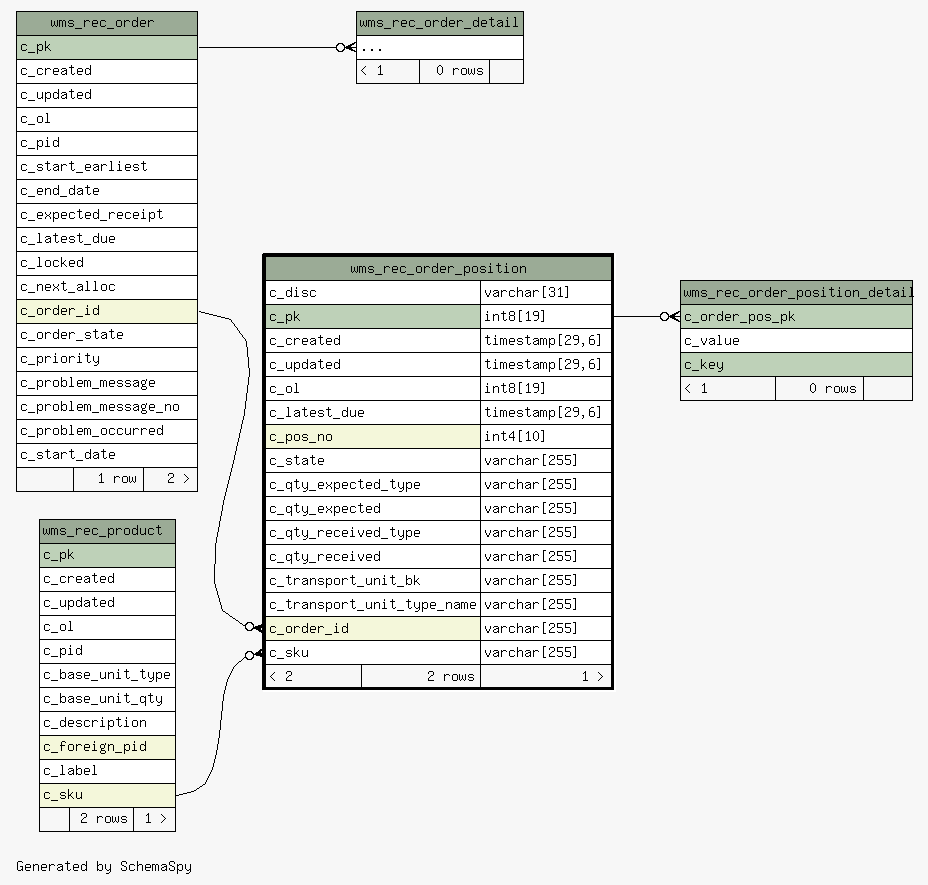 wms_rec_order
c_pk
c_created
c_updated
c_ol
c_pid
c_start_earliest
c_end_date
c_expected_receipt
c_latest_due
c_locked
c_next_alloc
c_order_id
c_order_state
c_priority
c_problem_message
c_problem_message_no
c_problem_occurred
c_start_date
1 row 2 >
wms_rec_order_detail
...
< 1 0 rows
wms_rec_order_position
c_disc varchar[31]
c_pk int8[19]
c_created timestamp[29,6]
c_updated timestamp[29,6]
c_ol int8[19]
c_latest_due timestamp[29,6]
c_pos_no int4[10]
c_state varchar[255]
c_qty_expected_type varchar[255]
c_qty_expected varchar[255]
c_qty_received_type varchar[255]
c_qty_received varchar[255]
c_transport_unit_bk varchar[255]
c_transport_unit_type_name varchar[255]
c_order_id varchar[255]
c_sku varchar[255]
< 2 2 rows 1 >
wms_rec_order_position_detail
c_order_pos_pk
c_value
c_key
< 1 0 rows
wms_rec_product
c_pk
c_created
c_updated
c_ol
c_pid
c_base_unit_type
c_base_unit_qty
c_description
c_foreign_pid
c_label
c_sku
2 rows 1 >
Generated by SchemaSpy